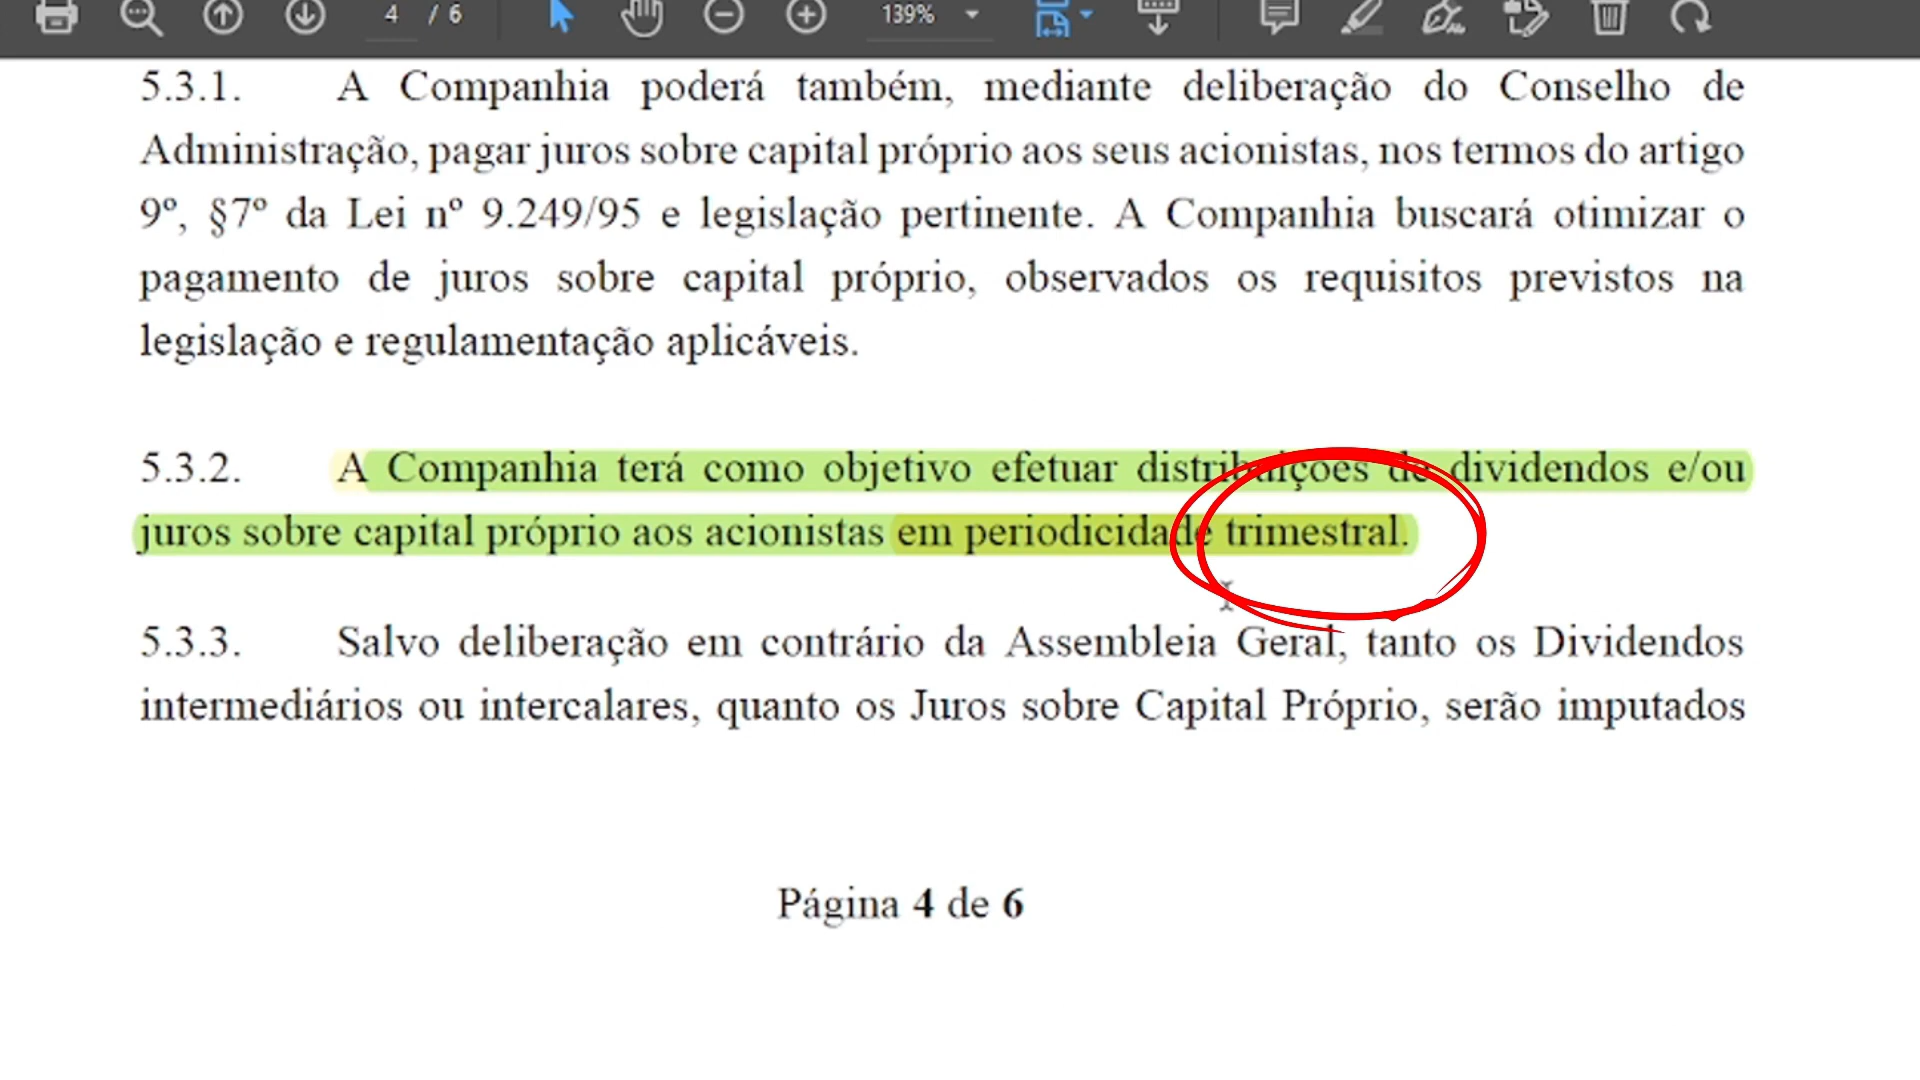 4 / 6
139%
5.3.1. A Companhia poderá também, mediante deliberação do Conselho de
Administração, pagar juros sobre capital próprio aos seus acionistas, nos termos do artigo
9º, §7º da Lei nº 9.249/95 e legislação pertinente. A Companhia buscará otimizar o
pagamento de juros sobre capital próprio, observados os requisitos previstos na
legislação e regulamentação aplicáveis.
5.3.2. A Companhia terá como objetivo efetuar distribuições de dividendos e/ou
juros sobre capital próprio aos acionistas em periodicidade trimestral.
5.3.3. Salvo deliberação em contrário da Assembleia Geral, tanto os Dividendos
intermediários ou intercalares, quanto os Juros sobre Capital Próprio, serão imputados
Página 4 de 6